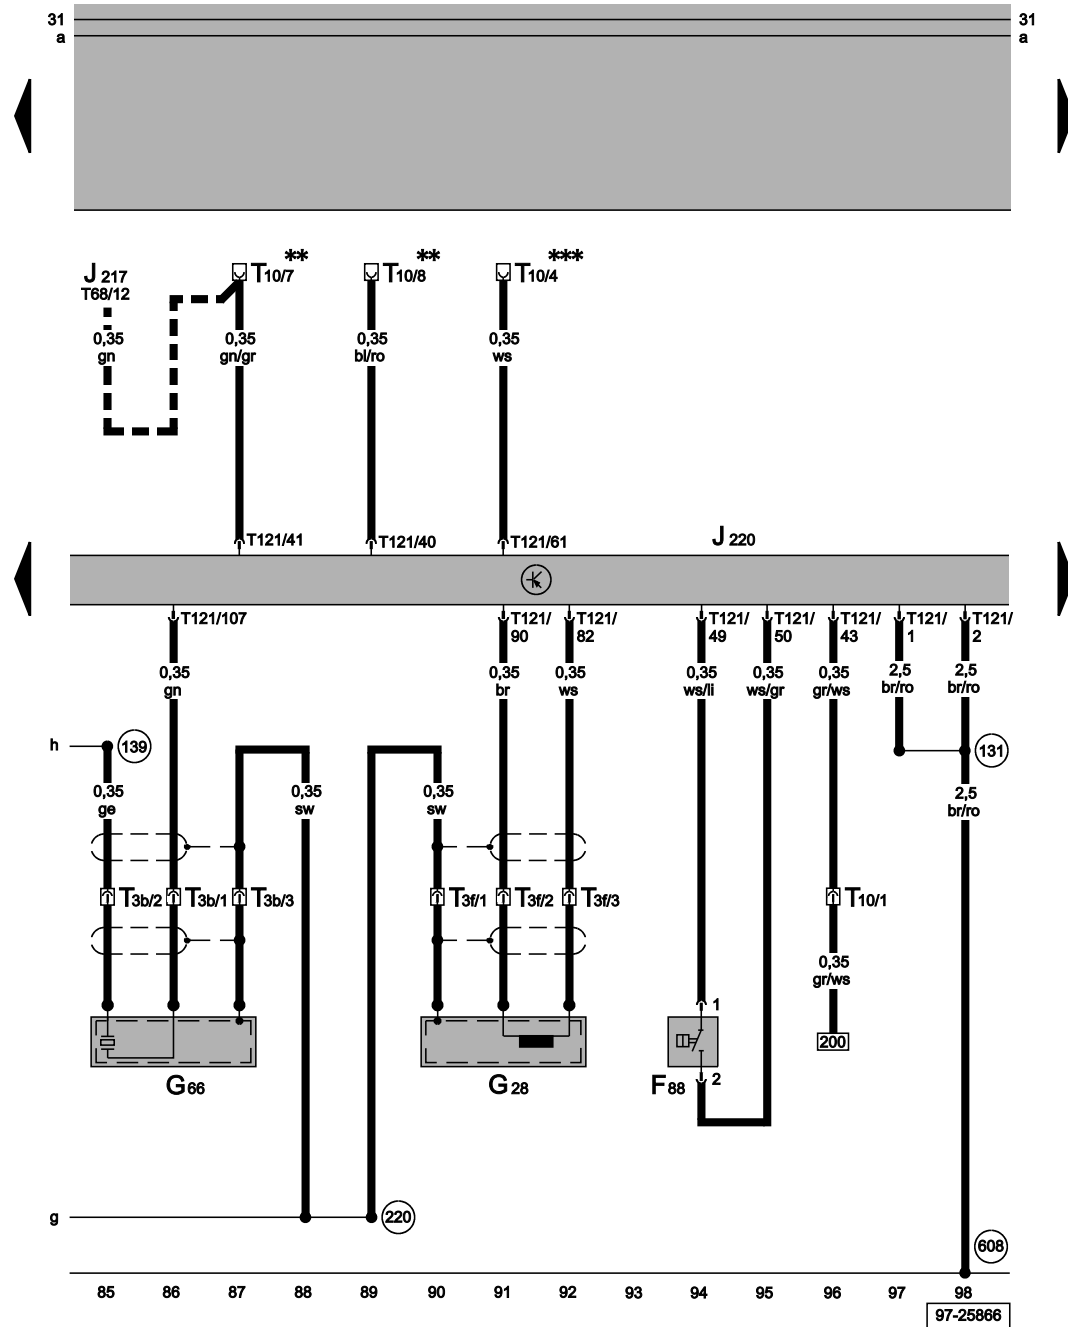 31 31
a a
** ** ***
J 217 T10/7 T10/8 T10/4
T68/12
0,35 0,35 0,35 0,35
gn gn/gr bl/ro ws
T121/41 T121/40 T121/61 J 220
T121/107 T121/ T121/ T121/ T121/ T121/ T121/ T121/
90 82 49 50 43 1 2
0,35 0,35 0,35 0,35 0,35 0,35 2,5 2,5
gn br ws ws/li ws/gr gr/ws br/ro br/ro
h 139 131
0,35 0,35 0,35 2,5
ge sw sw br/ro
T3b/2 T3b/1 T3b/3 T3f/1 T3f/2 T3f/3 T10/1
0,35
gr/ws
1
200
G66 G28 F88 2
g 220
608
85 86 87 88 89 90 91 92 93 94 95 96 97 98
97-25866